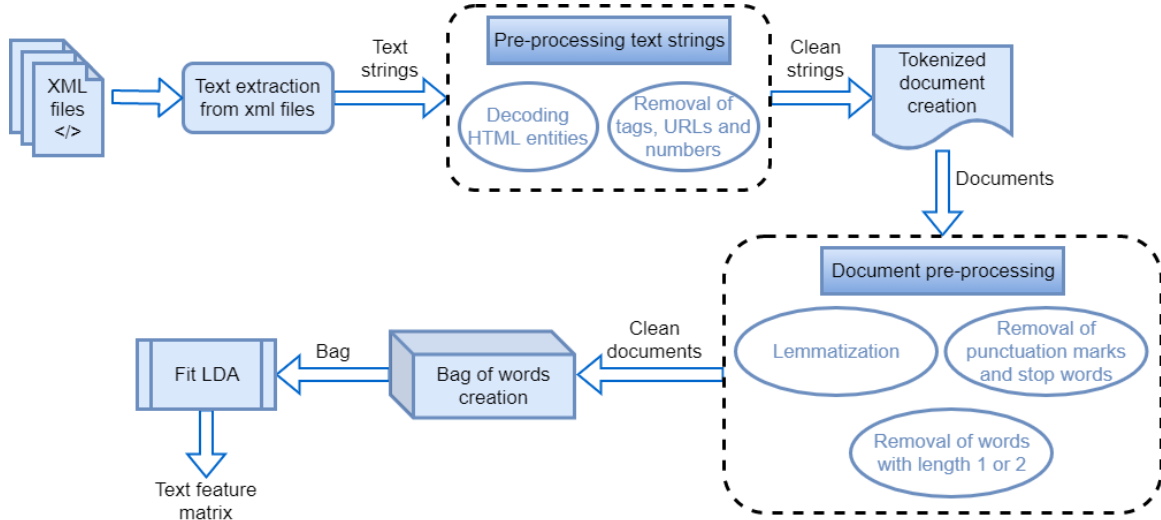 XML
files
</>
Text extraction
from xml files
Text
strings
Pre-processing text strings
Decoding
HTML entities
Removal of
tags, URLs and
numbers
Clean
strings
Tokenized
document
creation
Documents
Document pre-processing
Lemmatization
Removal of
punctuation marks
and stop words
Removal of words
with length 1 or 2
Clean
documents
Bag of words
creation
Bag
Fit LDA
Text feature
matrix